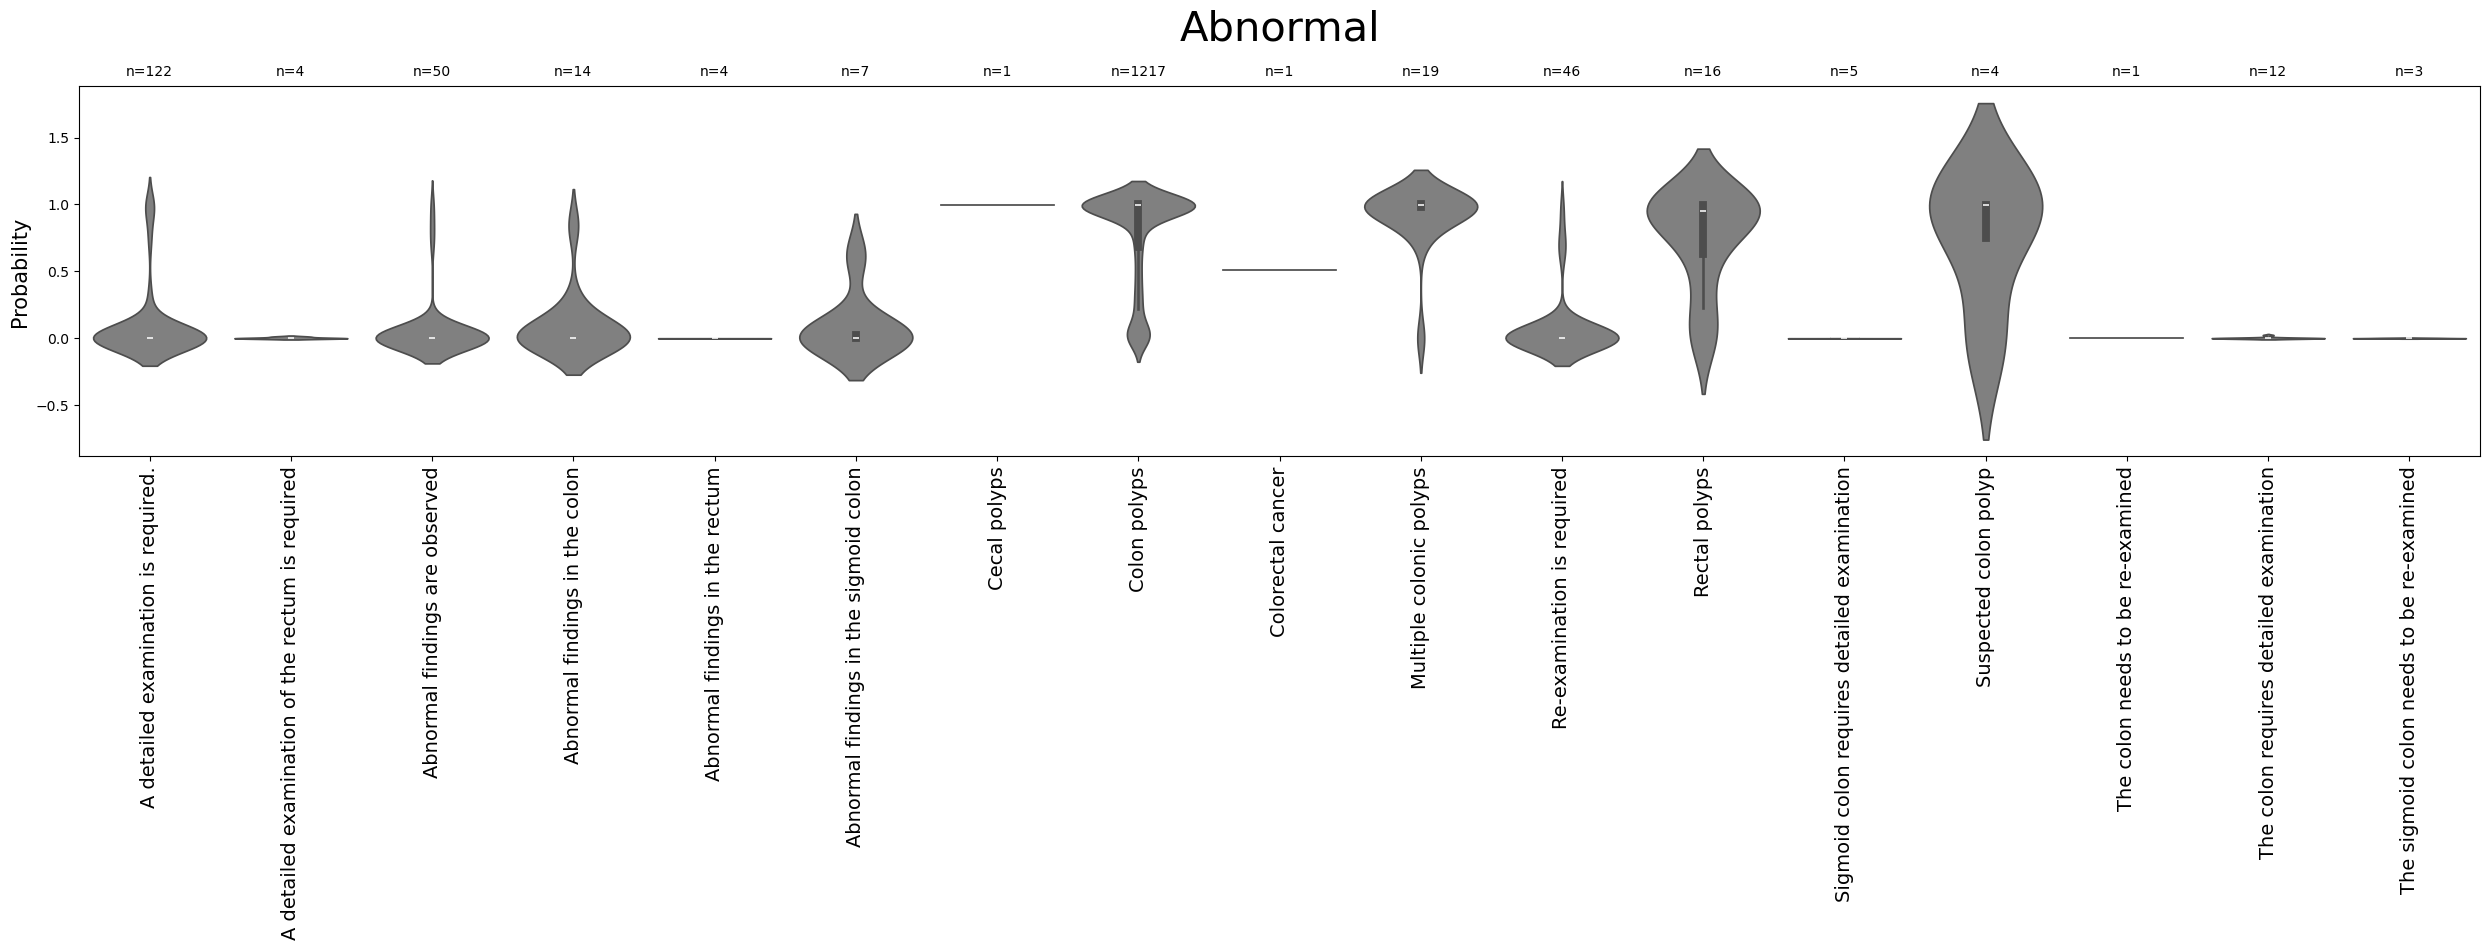 Abnormal
n=122
n=4
n=50
n=14
n=4
n=7
n=1
n=1217
n=1
n=19
n=46
n=16
n=5
n=4
n=1
n=12
n=3
Probability
1.5
1.0
0.5
0.0
−0.5
A detailed examination is required.
A detailed examination of the rectum is required
Abnormal findings are observed
Abnormal findings in the colon
Abnormal findings in the rectum
Abnormal findings in the sigmoid colon
Cecal polyps
Colon polyps
Colorectal cancer
Multiple colonic polyps
Re-examination is required
Rectal polyps
Sigmoid colon requires detailed examination
Suspected colon polyp
The colon needs to be re-examined
The colon requires detailed examination
The sigmoid colon needs to be re-examined